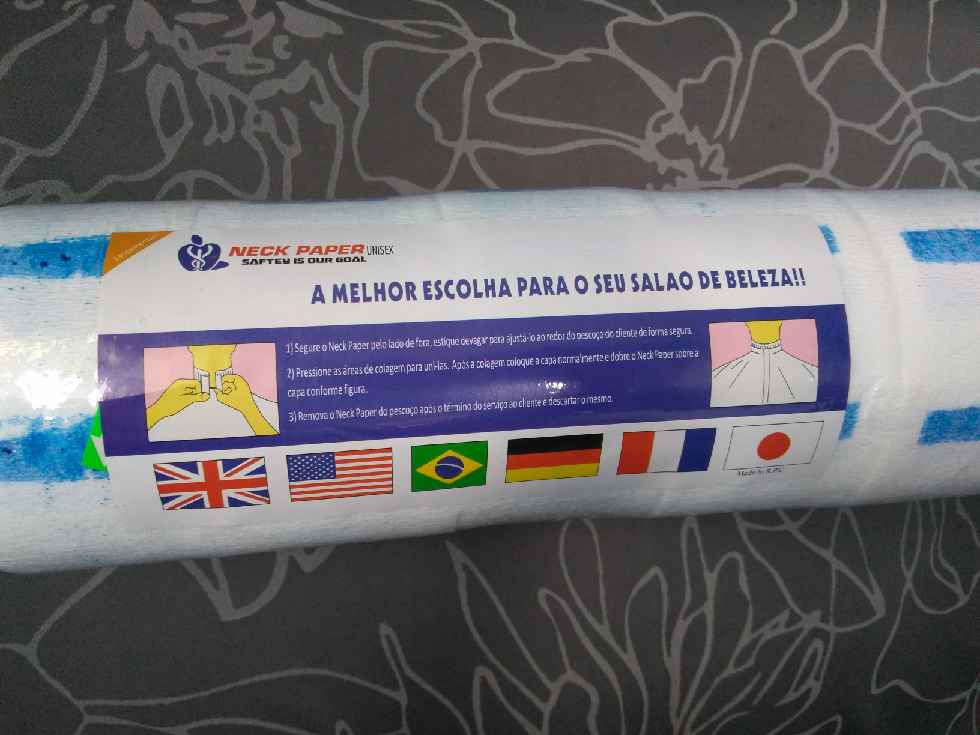 NECK PAPER UNISEX
SAFTEY IS OUR GOAL
A MELHOR ESCOLHA PARA O SEU SALAO DE BELEZA!!
1) Segure o Neck Paper pelo lado de fora, estique devagar para ajustá-lo ao redor do pescoço do cliente de forma segura.
2) Pressione as áreas de colagem para uni-las. Após a colagem coloque a capa normalmente e dobre o Neck Paper sobre a
capa conforme figura.
3) Remova o Neck Paper do pescoço após o término do serviço ao cliente e descartar o mesmo.